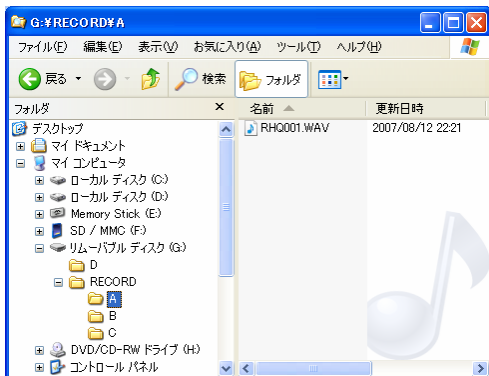 G:¥RECORD¥A
ファイル(F) 編集(E) 表示(V) お気に入り(A) ツール(T) ヘルプ(H)
戻る 検索 フォルダ
フォルダ × 名前 更新日時
デスクトップ RHQ001.WAV 2007/08/12 22:21
マイ ドキュメント
マイ コンピュータ
ローカル ディスク (C:)
ローカル ディスク (D:)
Memory Stick (E:)
SD / MMC (F:)
リムーバブル ディスク (G:)
D
RECORD
A
B
C
DVD/CD-RW ドライブ (H:)
コントロール パネル